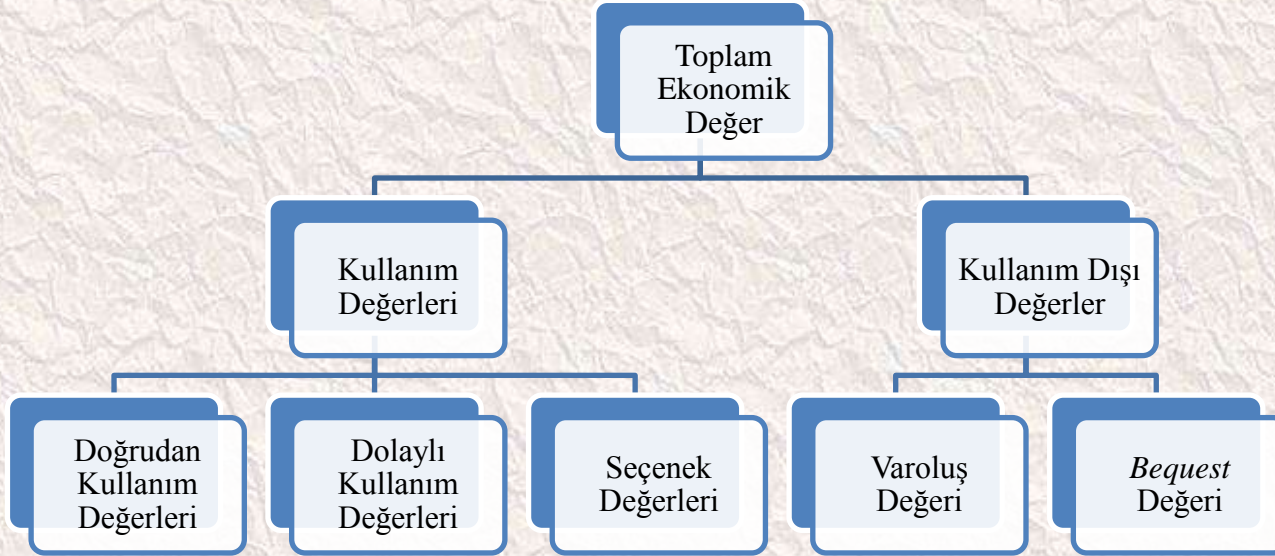 Toplam
Ekonomik
Değer
Kullanım
Değerleri
Kullanım Dışı
Değerler
Doğrudan
Kullanım
Değerleri
Dolaylı
Kullanım
Değerleri
Seçenek
Değerleri
Varoluş
Değeri
Bequest
Değeri